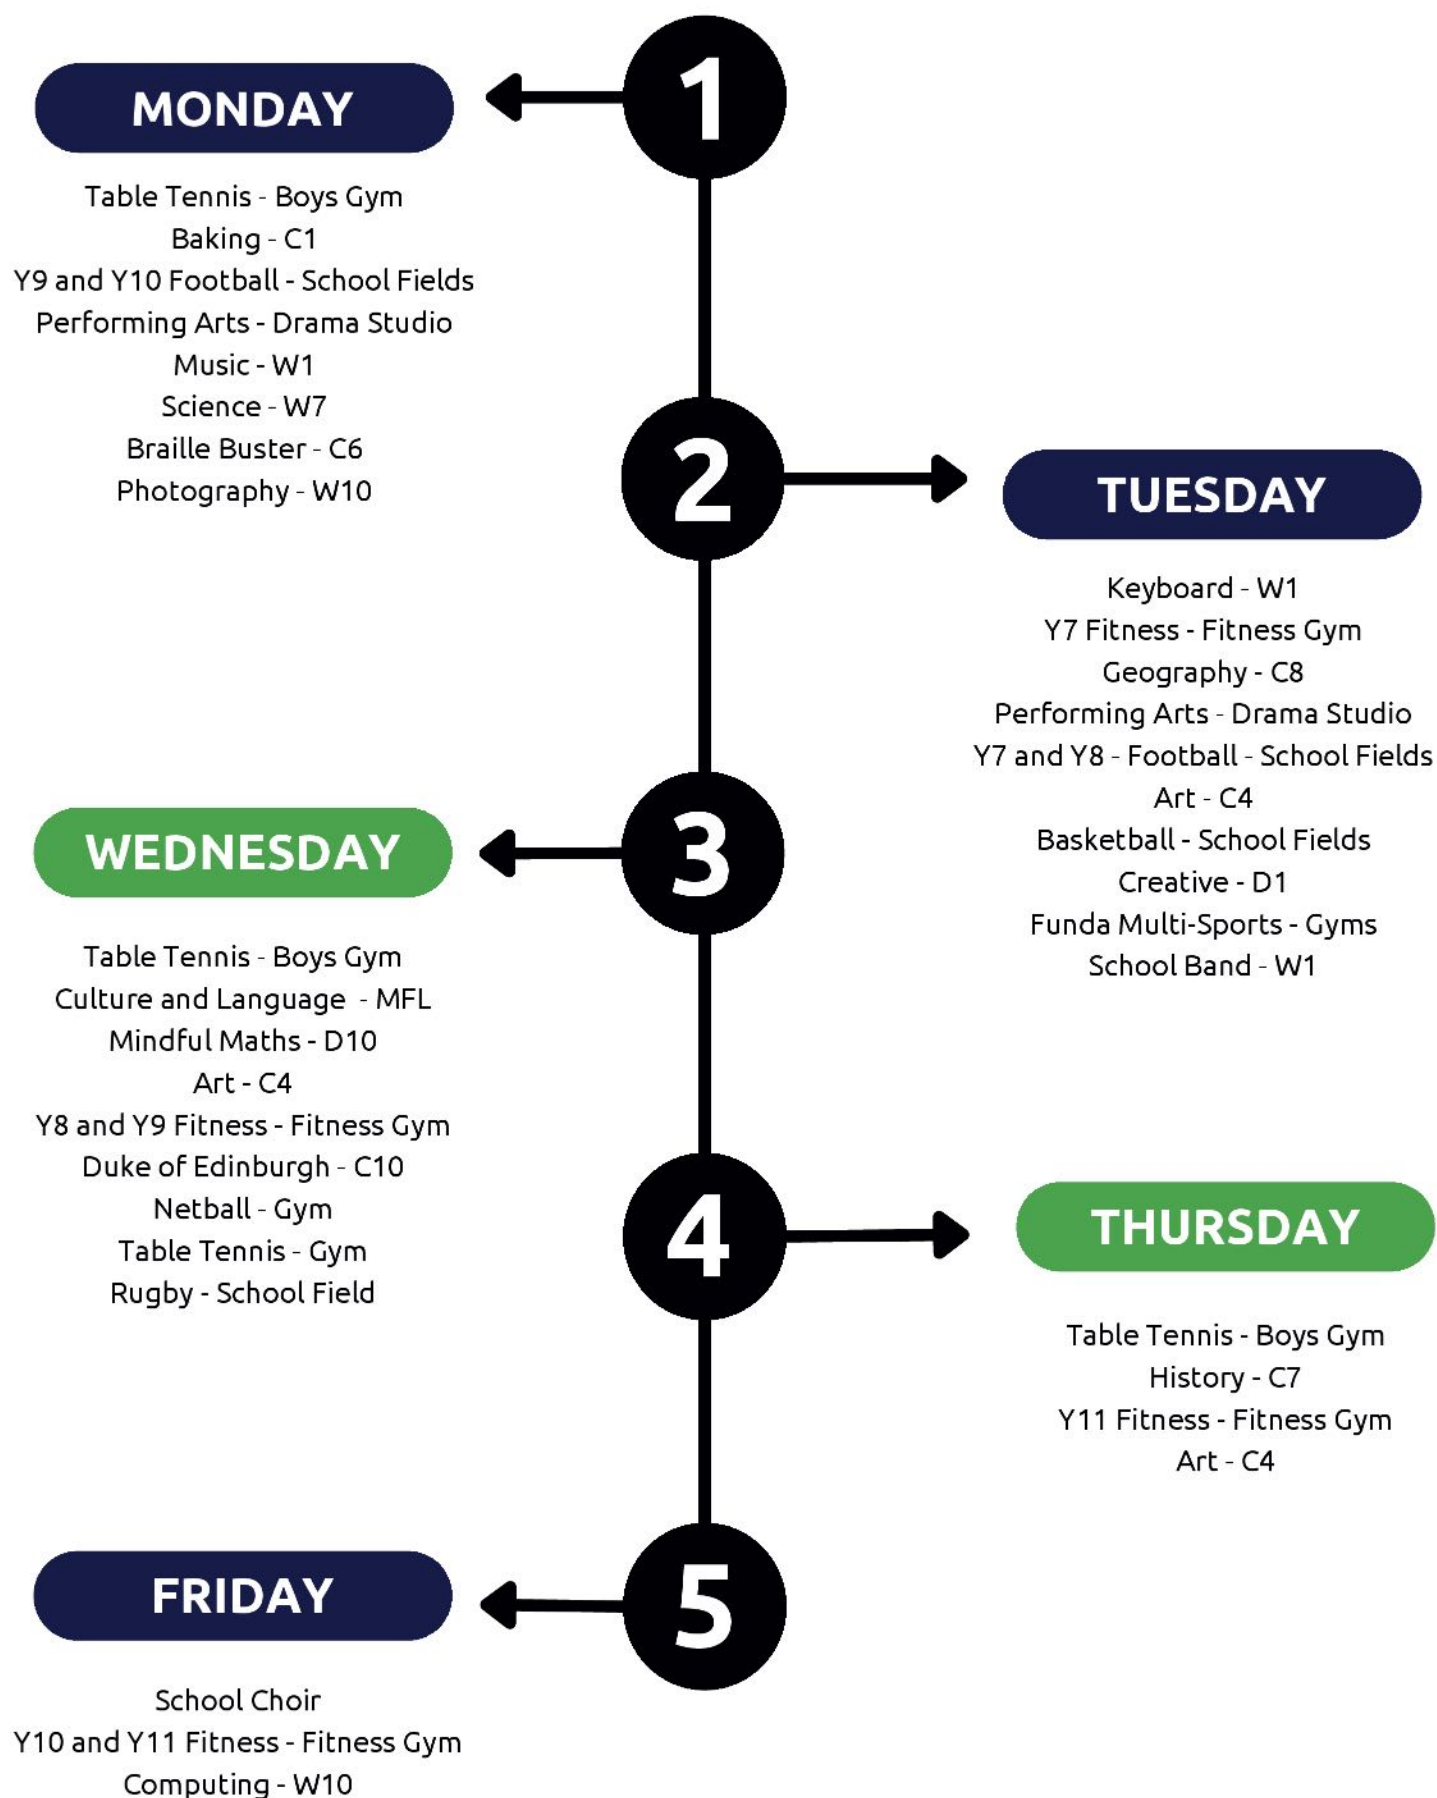 1
MONDAY
Table Tennis - Boys Gym
Baking - C1
Y9 and Y10 Football - School Fields
Performing Arts - Drama Studio
Music - W1
Science - W7
Braille Buster - C6
Photography - W10
2
TUESDAY
Keyboard - W1
Y7 Fitness - Fitness Gym
Geography - C8
Performing Arts - Drama Studio
Y7 and Y8 - Football - School Fields
Art - C4
Basketball - School Fields
Creative - D1
Funda Multi-Sports - Gyms
School Band - W1
3
WEDNESDAY
Table Tennis - Boys Gym
Culture and Language - MFL
Mindful Maths - D10
Art - C4
Y8 and Y9 Fitness - Fitness Gym
Duke of Edinburgh - C10
Netball - Gym
Table Tennis - Gym
Rugby - School Field
4
THURSDAY
Table Tennis - Boys Gym
History - C7
Y11 Fitness - Fitness Gym
Art - C4
5
FRIDAY
School Choir
Y10 and Y11 Fitness - Fitness Gym
Computing - W10